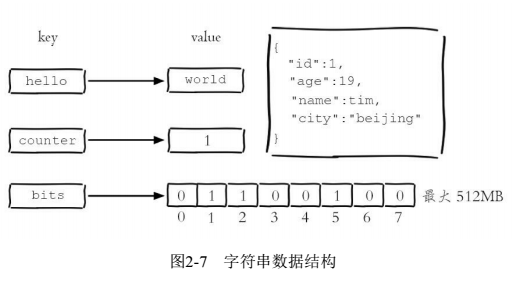 key value
{
"id":1,
"age":19,
"name":tim,
"city":"beijing"
}
hello world
counter 1
bits 0 1 1 0 0 1 0 0 最大 512MB
0 1 2 3 4 5 6 7
图2-7 字符串数据结构